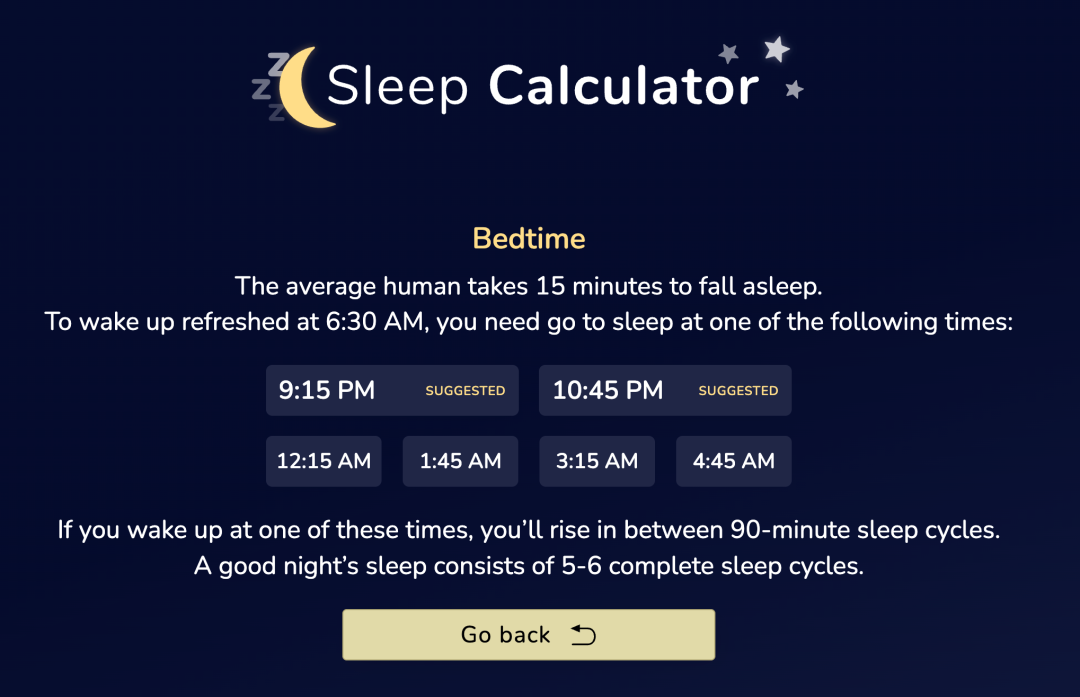 z
z
z
Sleep Calculator
Bedtime
The average human takes 15 minutes to fall asleep.
To wake up refreshed at 6:30 AM, you need go to sleep at one of the following times:
9:15 PM SUGGESTED 10:45 PM SUGGESTED
12:15 AM 1:45 AM 3:15 AM 4:45 AM
If you wake up at one of these times, you’ll rise in between 90-minute sleep cycles.
A good night’s sleep consists of 5-6 complete sleep cycles.
Go back